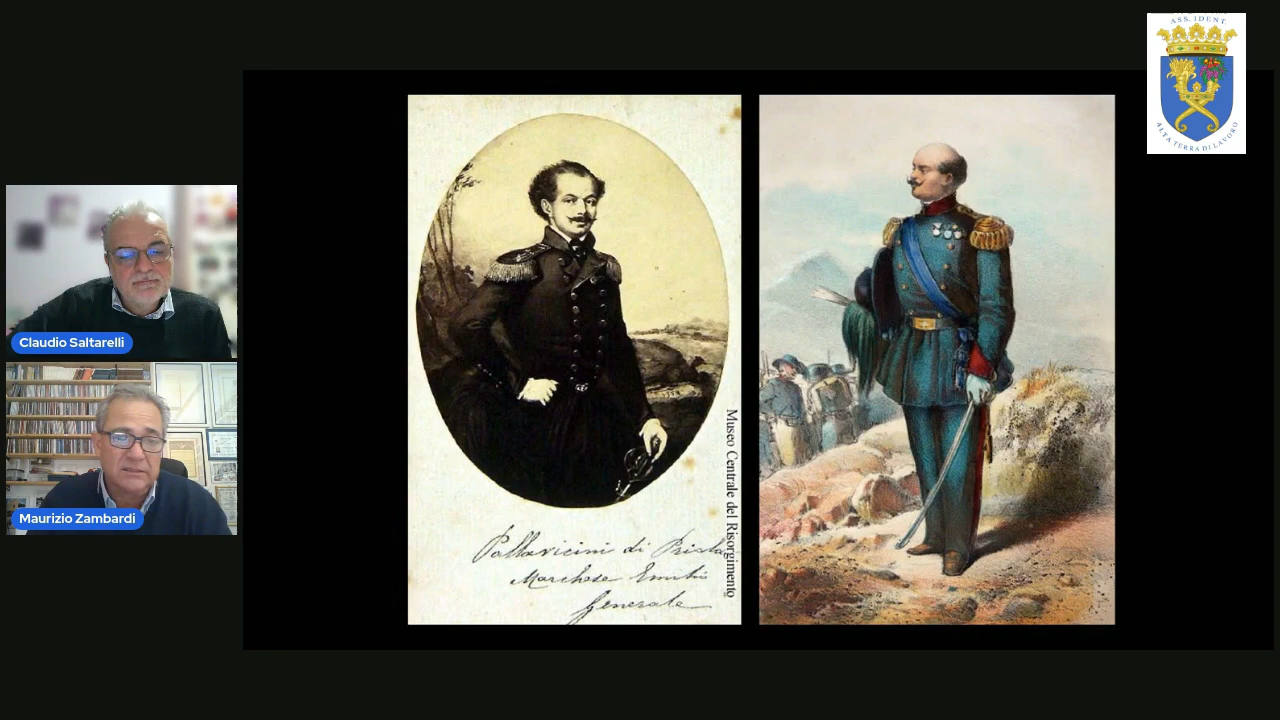 ASS. IDENT.
ALTA TERRA DI LAVORO
Claudio Saltarelli
Maurizio Zambardi
Pallavicini di Priola
Marchese Emilio
Generale
Museo Centrale del Risorgimento